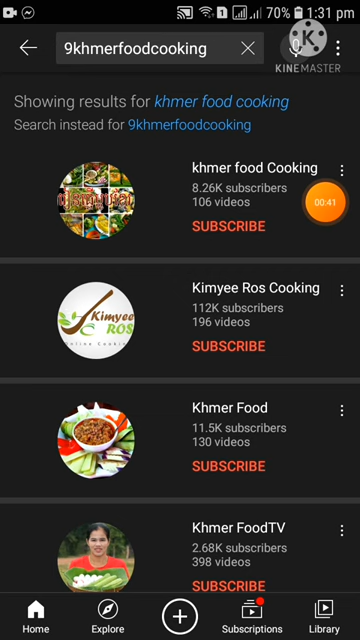 70% 1:31 pm
9khmerfoodcooking
KINEMASTER
Showing results for khmer food cooking
Search instead for 9khmerfoodcooking
khmer food Cooking
8.26K subscribers
106 videos
SUBSCRIBE
00:41
Kimyee Ros Cooking
112K subscribers
196 videos
SUBSCRIBE
Kimyee
ROS
Online Cooking
Khmer Food
11.5K subscribers
130 videos
SUBSCRIBE
Khmer FoodTV
2.68K subscribers
398 videos
SUBSCRIBE
Home
Explore
Subscriptions
Library